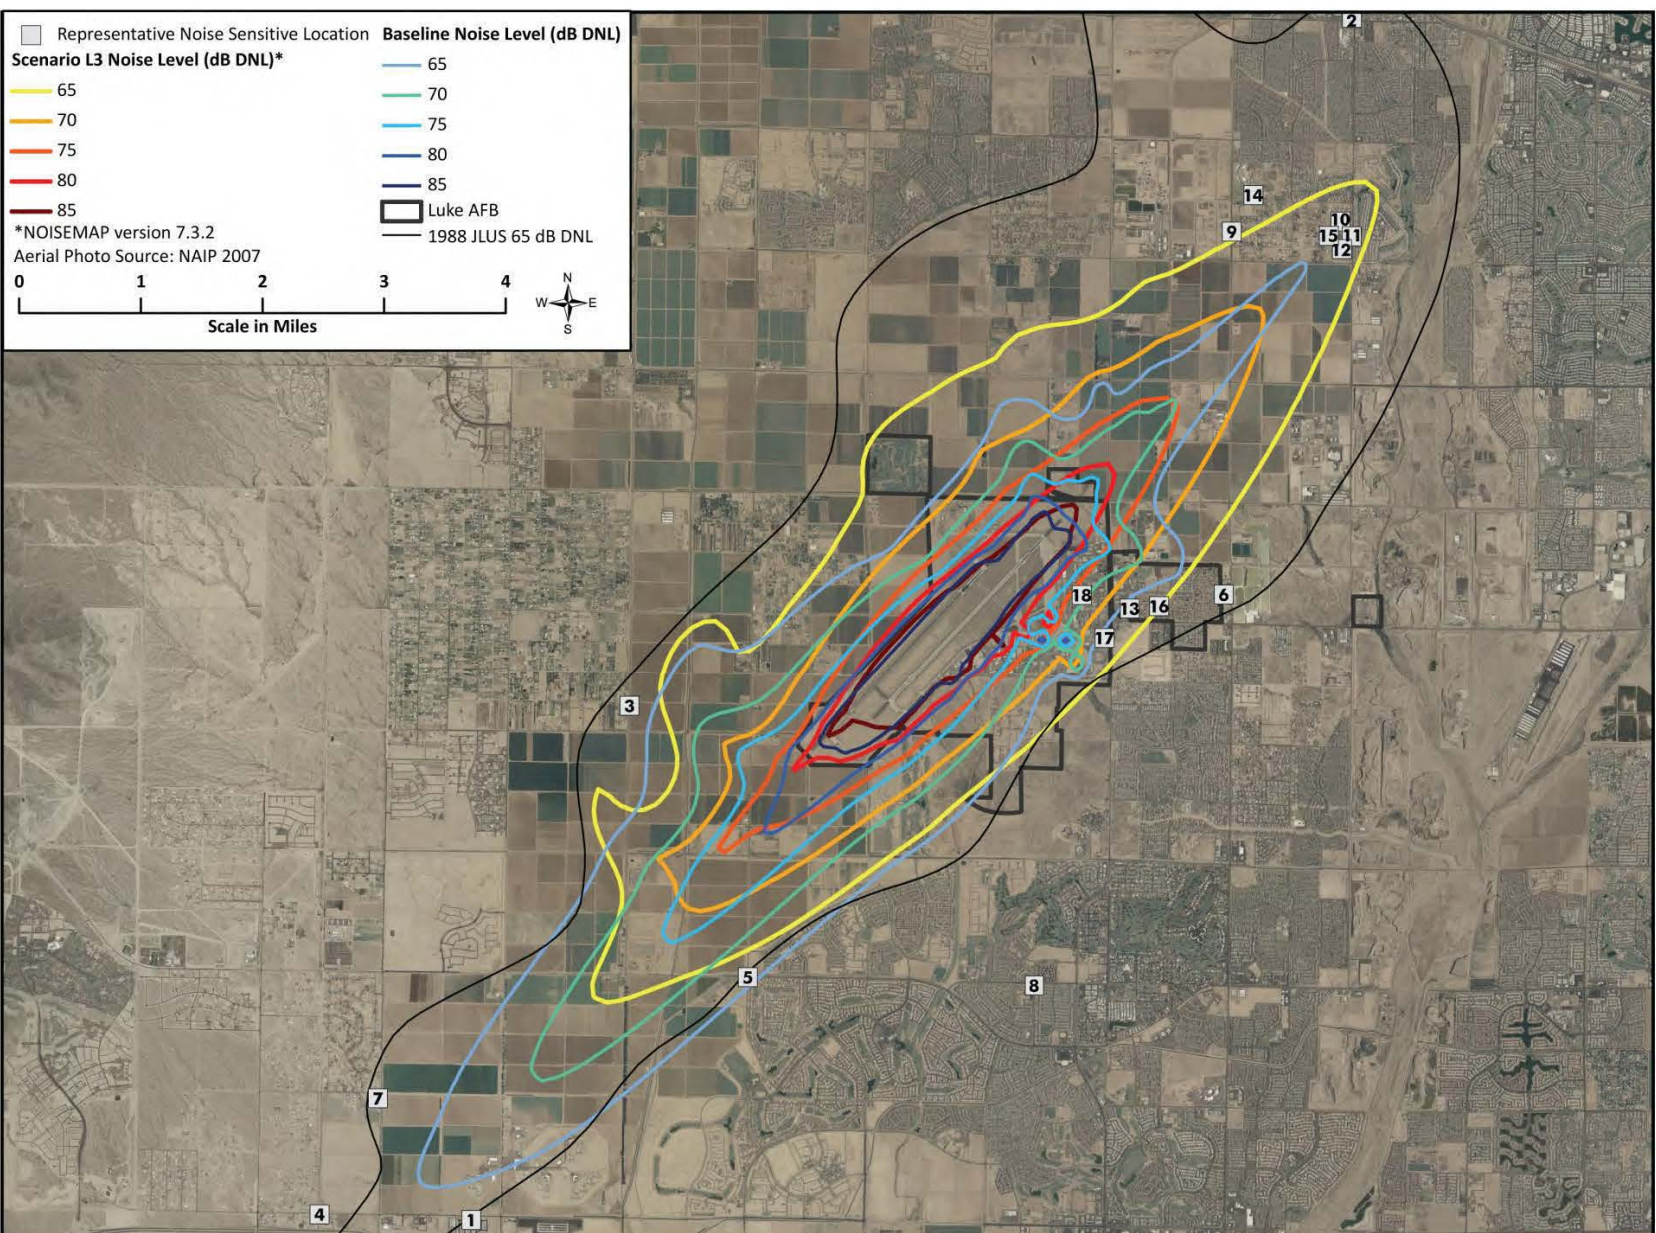 Representative Noise Sensitive Location
Scenario L3 Noise Level (dB DNL)*
65
70
75
80
85
*NOISEMAP version 7.3.2
Aerial Photo Source: NAIP 2007
Baseline Noise Level (dB DNL)
65
70
75
80
85
Luke AFB
1988 JLUS 65 dB DNL
0 1 2 3 4
Scale in Miles
N
W E
S
2
14
10
9
15 11
12
18
13 16 6
17
3
5
8
7
4
1